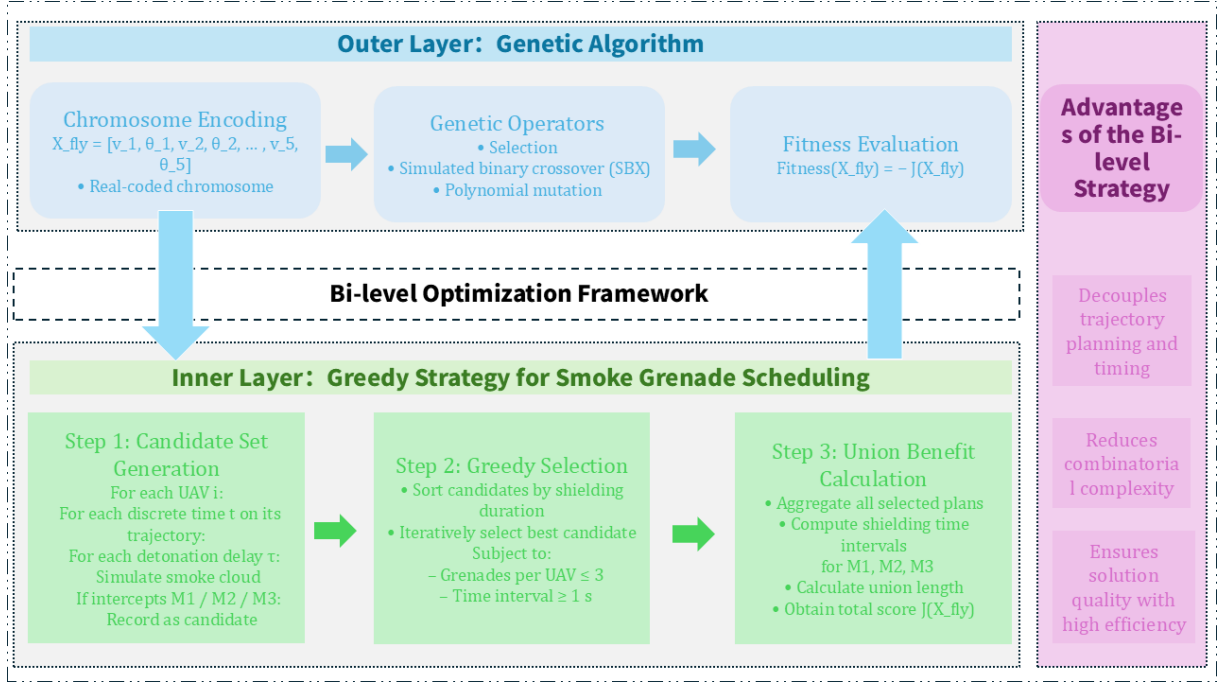 Outer Layer: Genetic Algorithm
Chromosome Encoding
X_fly = [v_1, θ_1, v_2, θ_2, ... , v_5,
θ_5]
• Real-coded chromosome
Genetic Operators
• Selection
• Simulated binary crossover (SBX)
• Polynomial mutation
Fitness Evaluation
Fitness(X_fly) = − J(X_fly)
Bi-level Optimization Framework
Inner Layer: Greedy Strategy for Smoke Grenade Scheduling
Step 1: Candidate Set
Generation
For each UAV i:
For each discrete time t on its
trajectory:
For each detonation delay τ:
Simulate smoke cloud
If intercepts M1 / M2 / M3:
Record as candidate
Step 2: Greedy Selection
• Sort candidates by shielding
duration
• Iteratively select best candidate
Subject to:
– Grenades per UAV ≤ 3
– Time interval ≥ 1 s
Step 3: Union Benefit
Calculation
• Aggregate all selected plans
• Compute shielding time
intervals
for M1, M2, M3
• Calculate union length
• Obtain total score J(X_fly)
Advantage
s of the Bi-
level
Strategy
Decouples
trajectory
planning and
timing
Reduces
combinatoria
l complexity
Ensures
solution
quality with
high efficiency